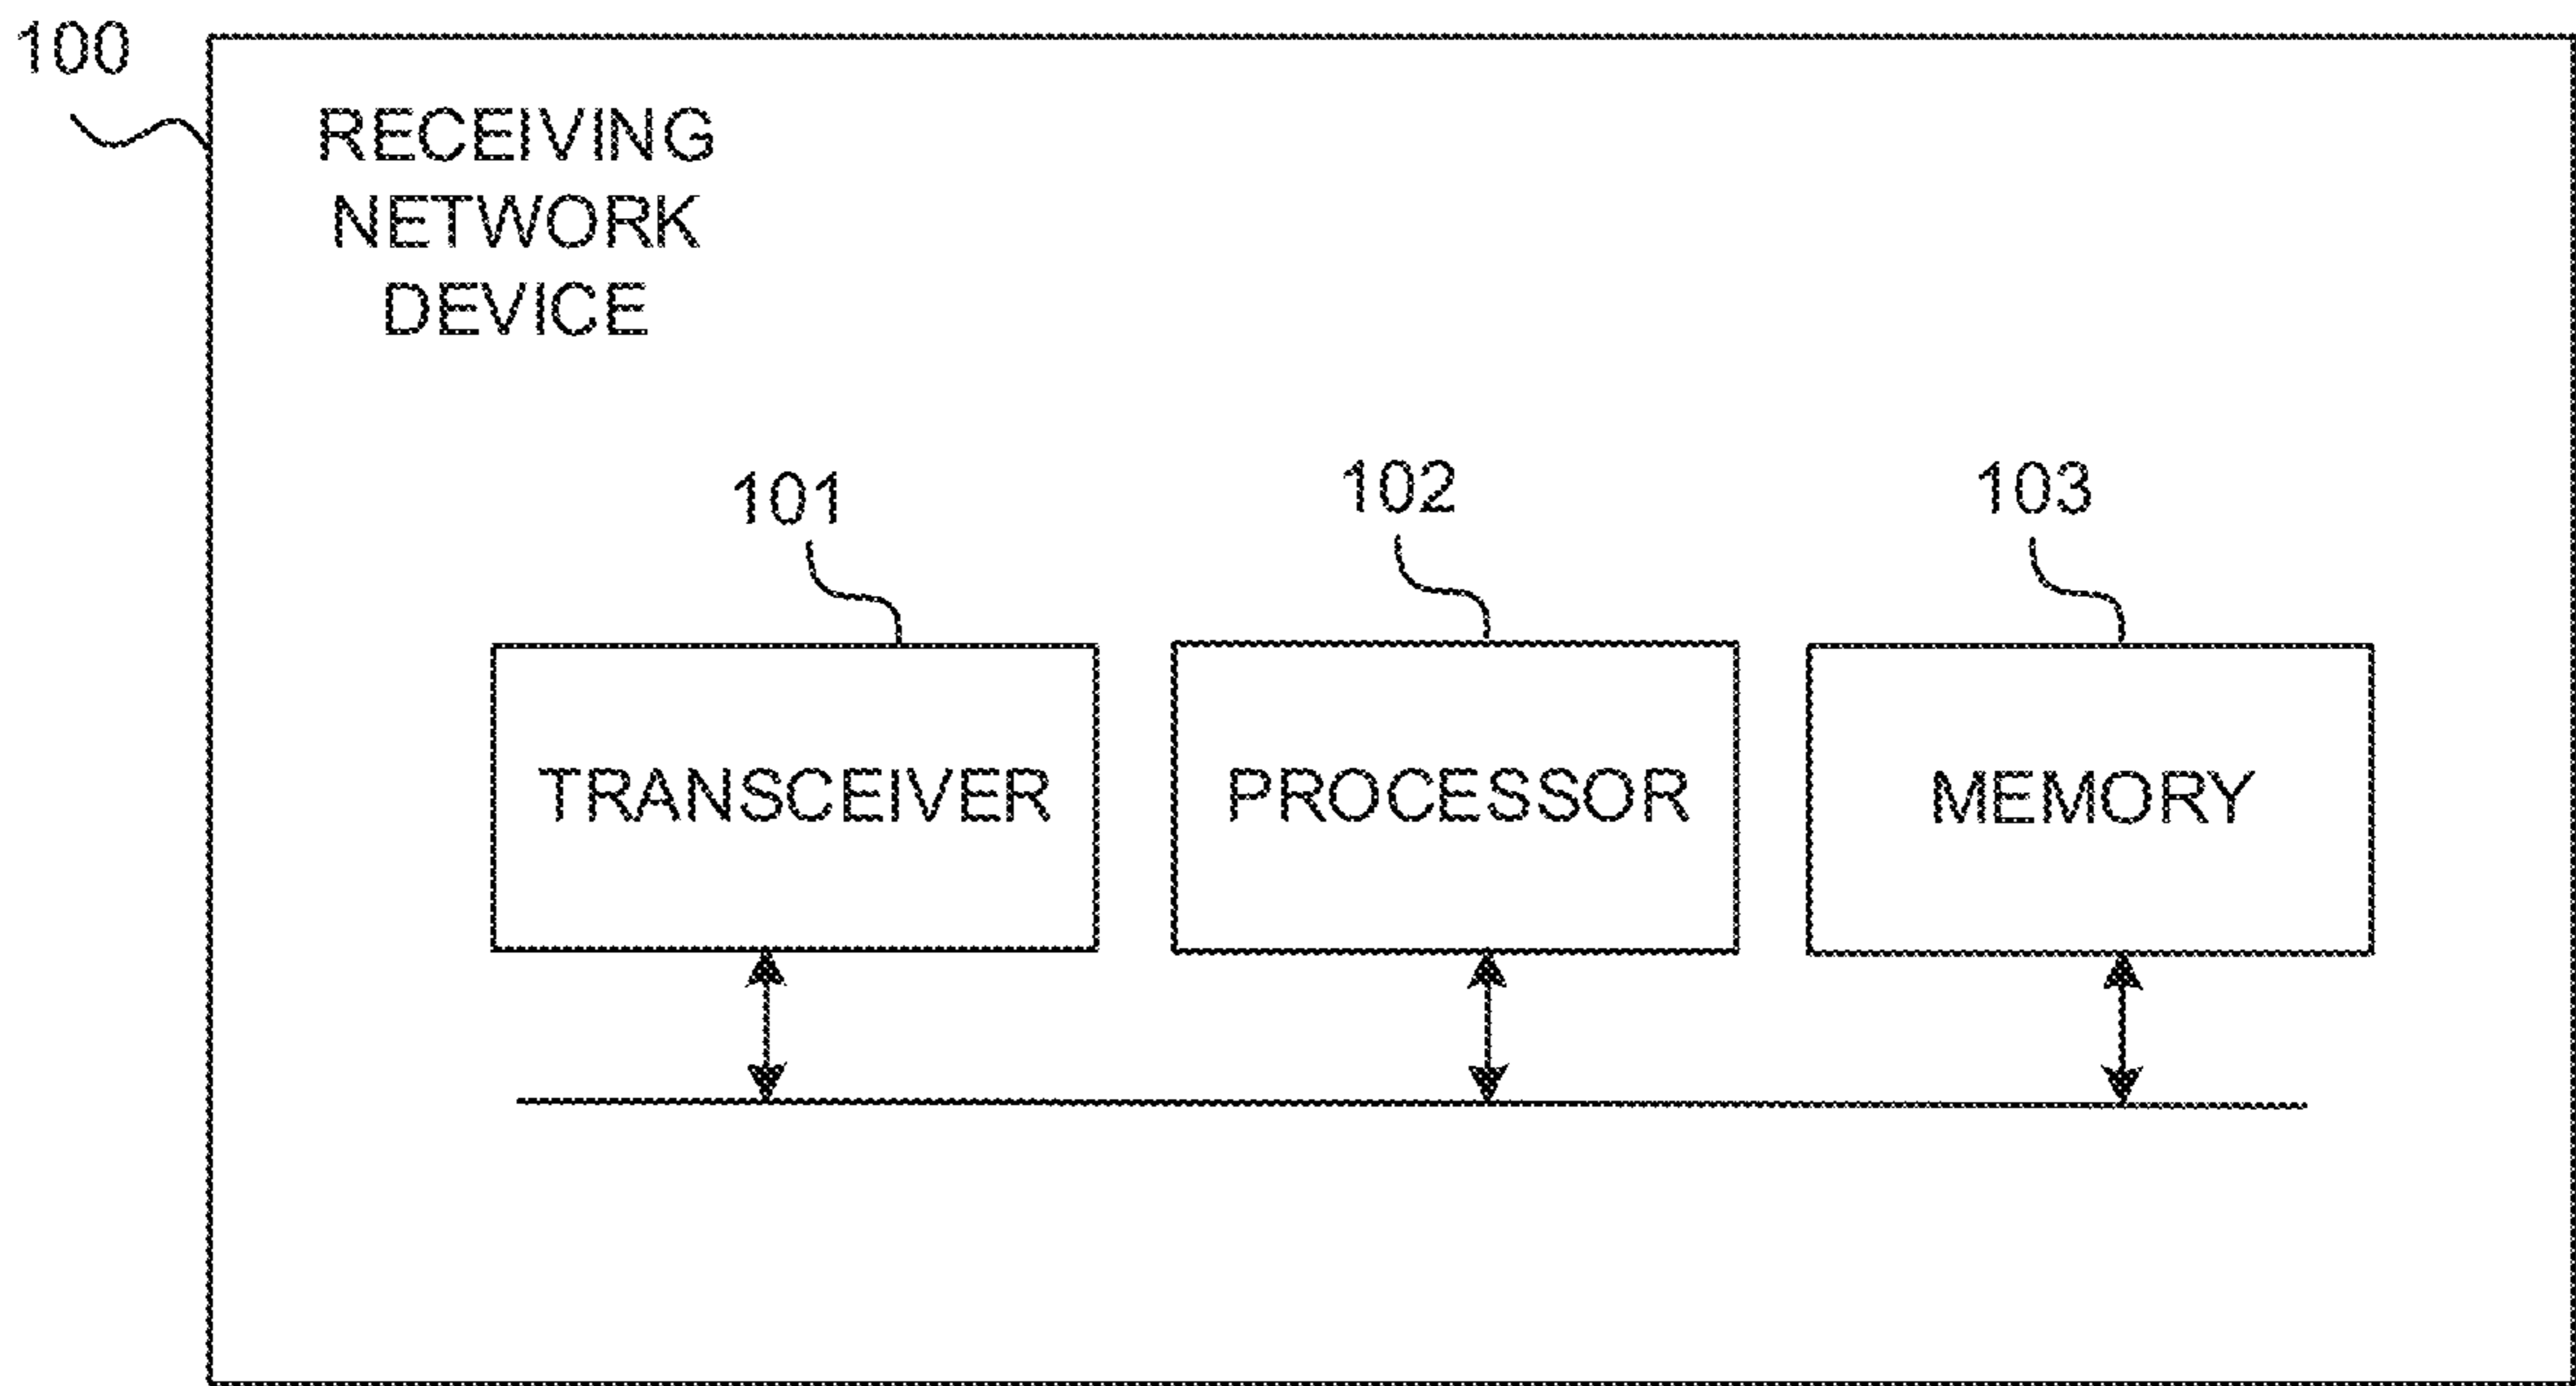 100
RECEIVING
NETWORK
DEVICE
101
102
103
TRANSCEIVER
PROCESSOR
MEMORY